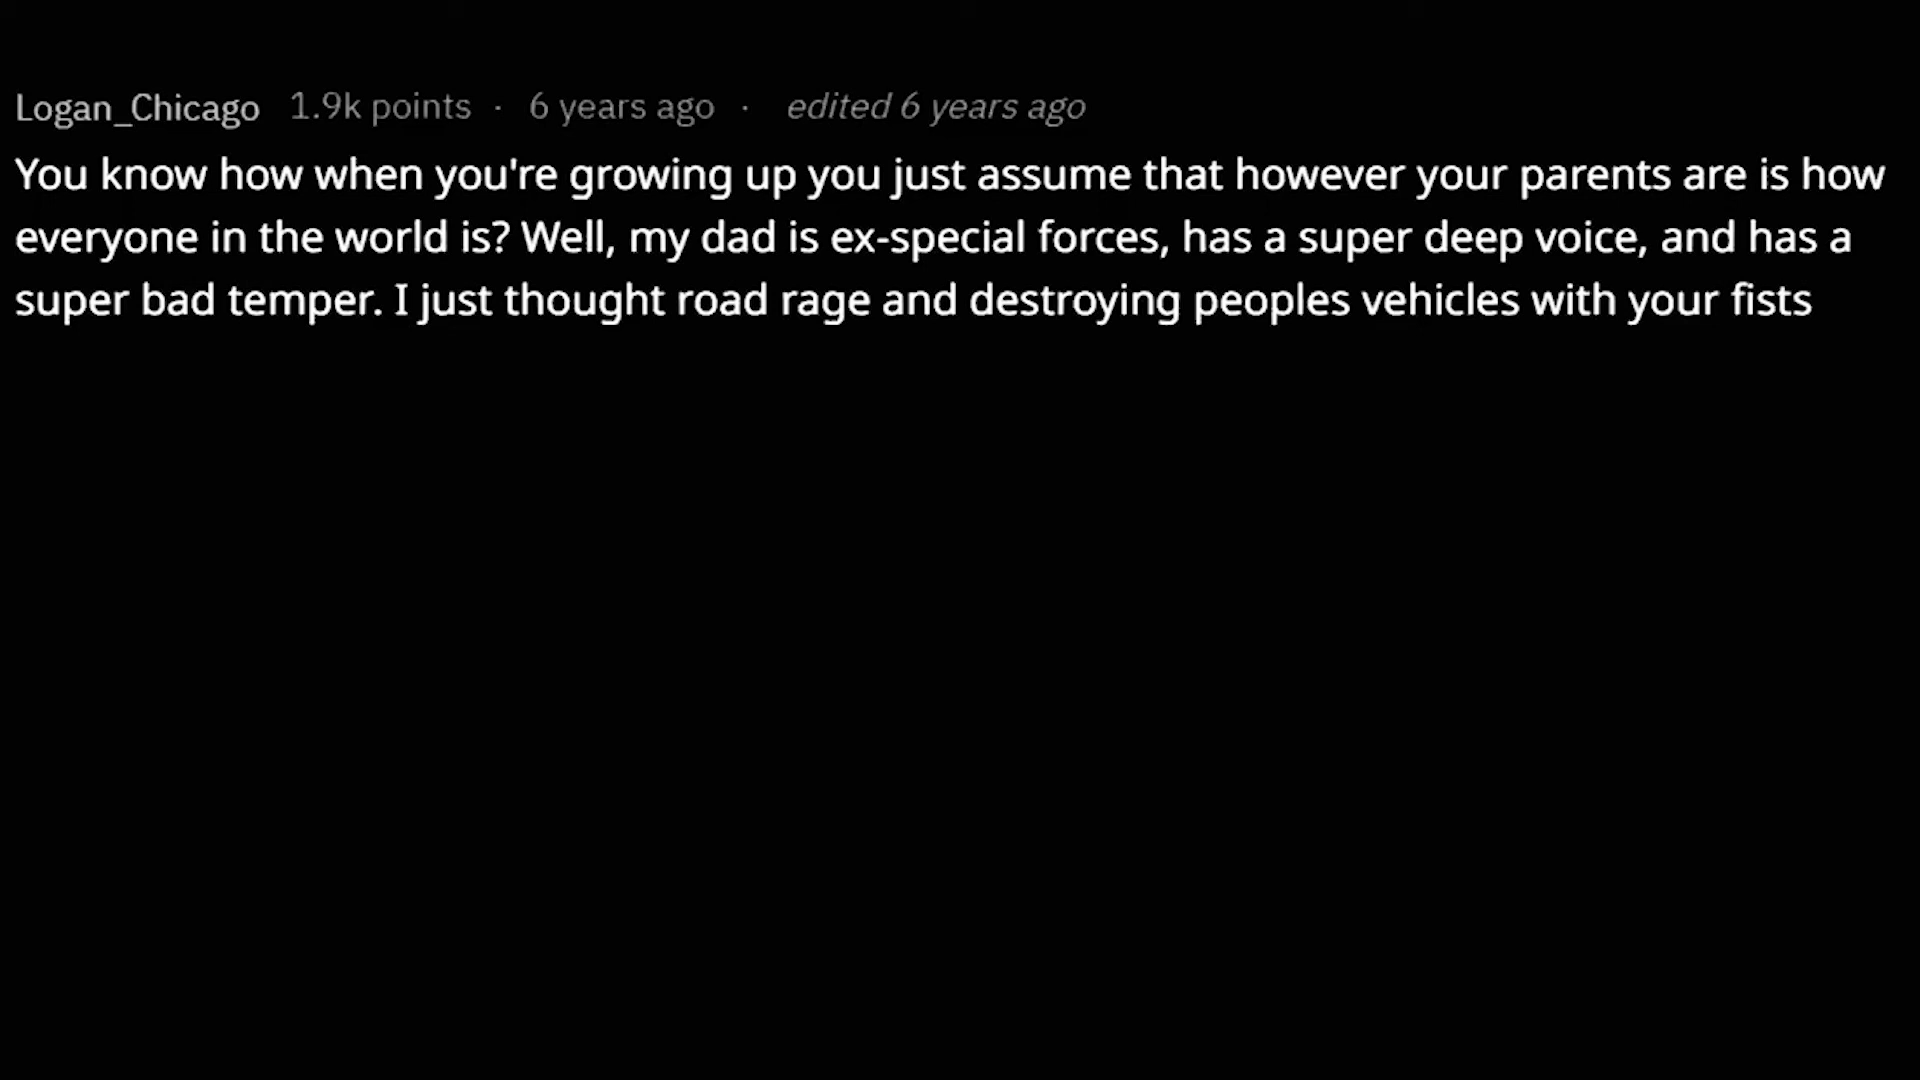 Logan_Chicago 1.9k points · 6 years ago · edited 6 years ago
You know how when you're growing up you just assume that however your parents are is how
everyone in the world is? Well, my dad is ex-special forces, has a super deep voice, and has a
super bad temper. I just thought road rage and destroying peoples vehicles with your fists